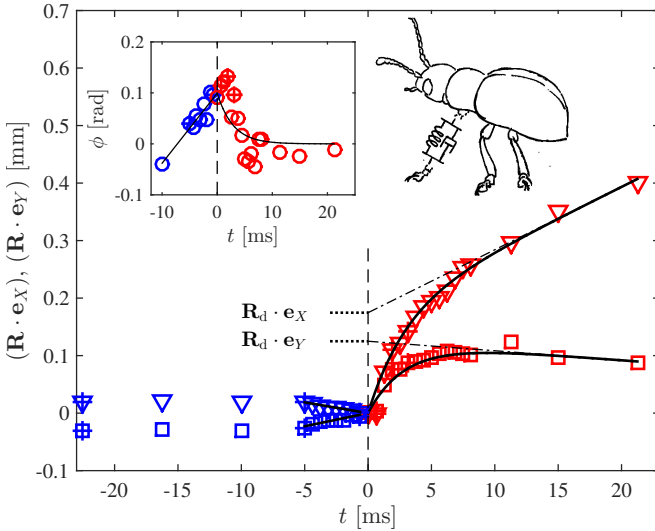 0.7
0.6
0.5
0.4
0.3
0.2
0.1
0
-0.1
(R · e_X), (R · e_Y) [mm]
-20 -15 -10 -5 0 5 10 15 20
t [ms]
0.2
0.1
0
-0.1
ϕ [rad]
-10 0 10 20
t [ms]
R_d · e_X
R_d · e_Y